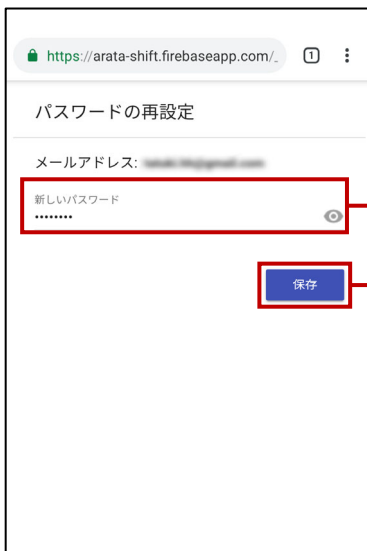 https://arata-shift.firebaseapp.com/_
1
パスワードの再設定
メールアドレス:
新しいパスワード
••••••••
保存